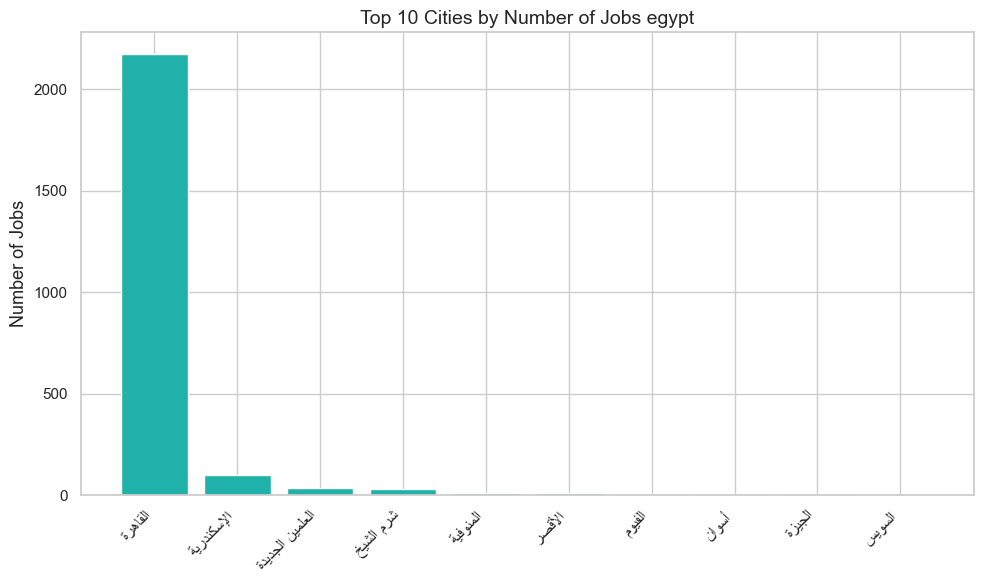 Top 10 Cities by Number of Jobs egypt
Number of Jobs
2000
1500
1000
500
0
القاهرة
الإسكندرية
العلمين الجديدة
شرم الشيخ
المنوفية
الأقصر
الفيوم
أسوان
الجيزة
السويس